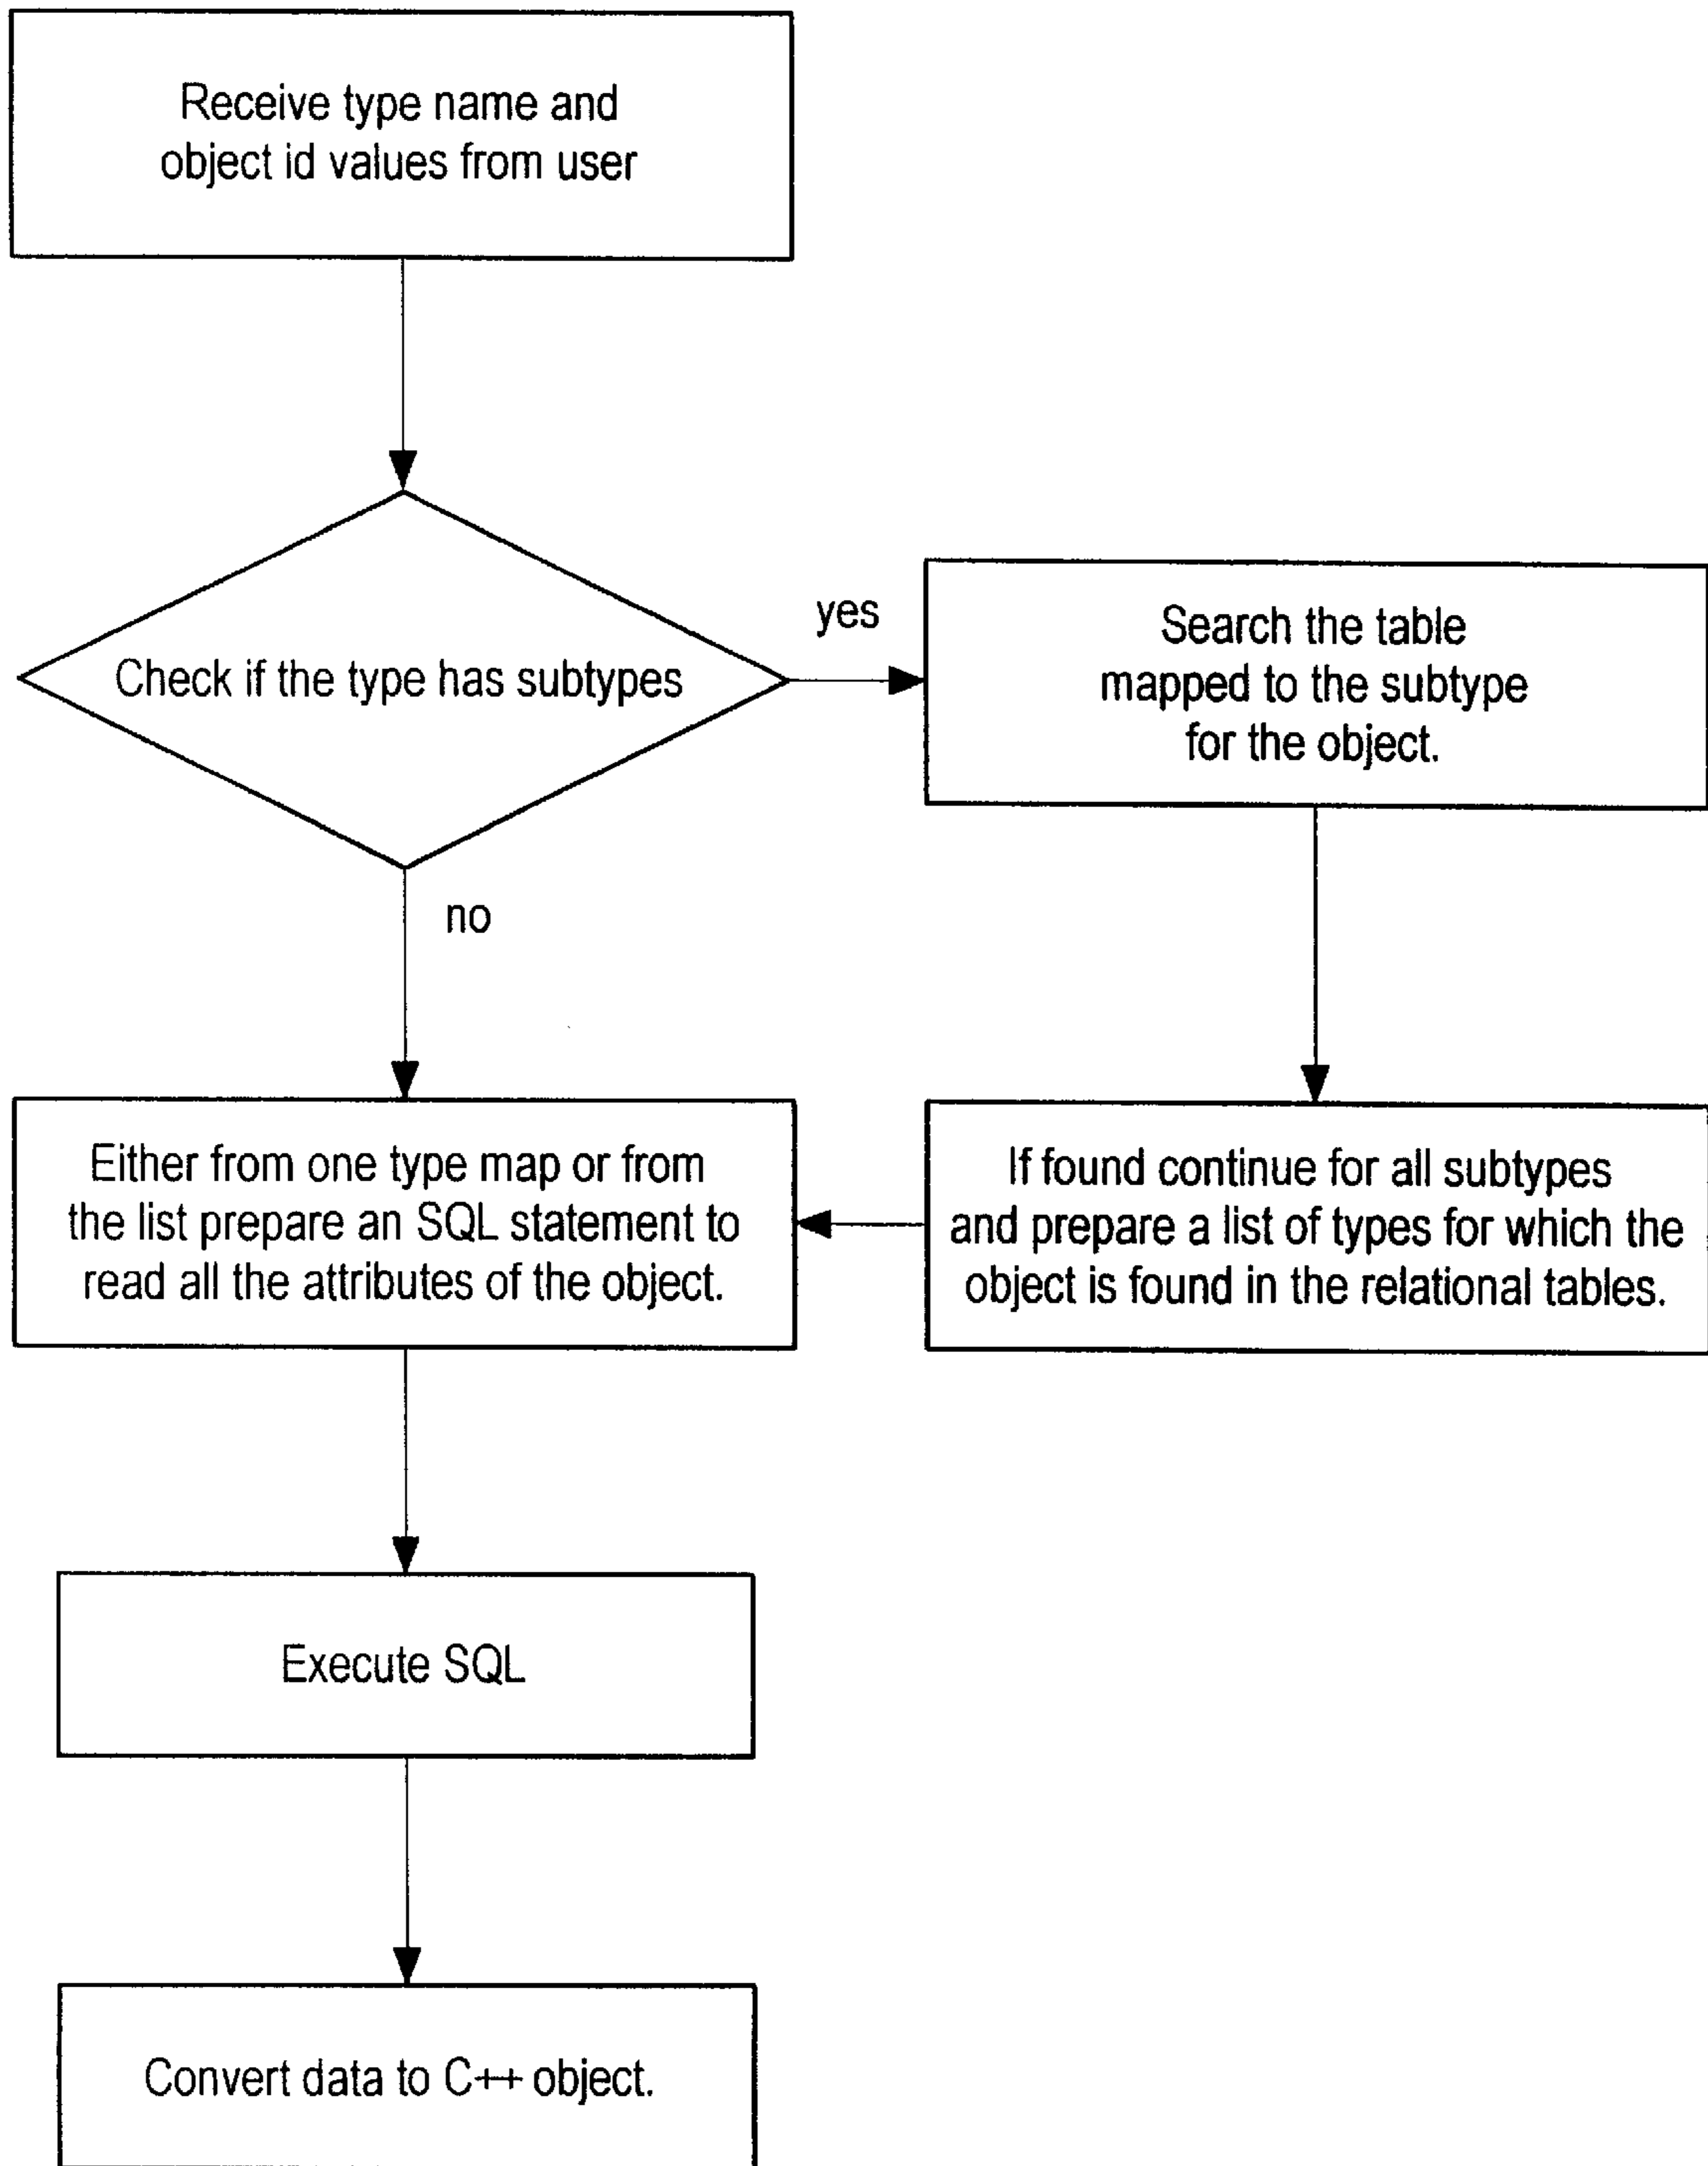 Receive type name and
object id values from user
Check if the type has subtypes
yes
Search the table
mapped to the subtype
for the object.
no
Either from one type map or from
the list prepare an SQL statement to
read all the attributes of the object.
If found continue for all subtypes
and prepare a list of types for which the
object is found in the relational tables.
Execute SQL
Convert data to C++ object.